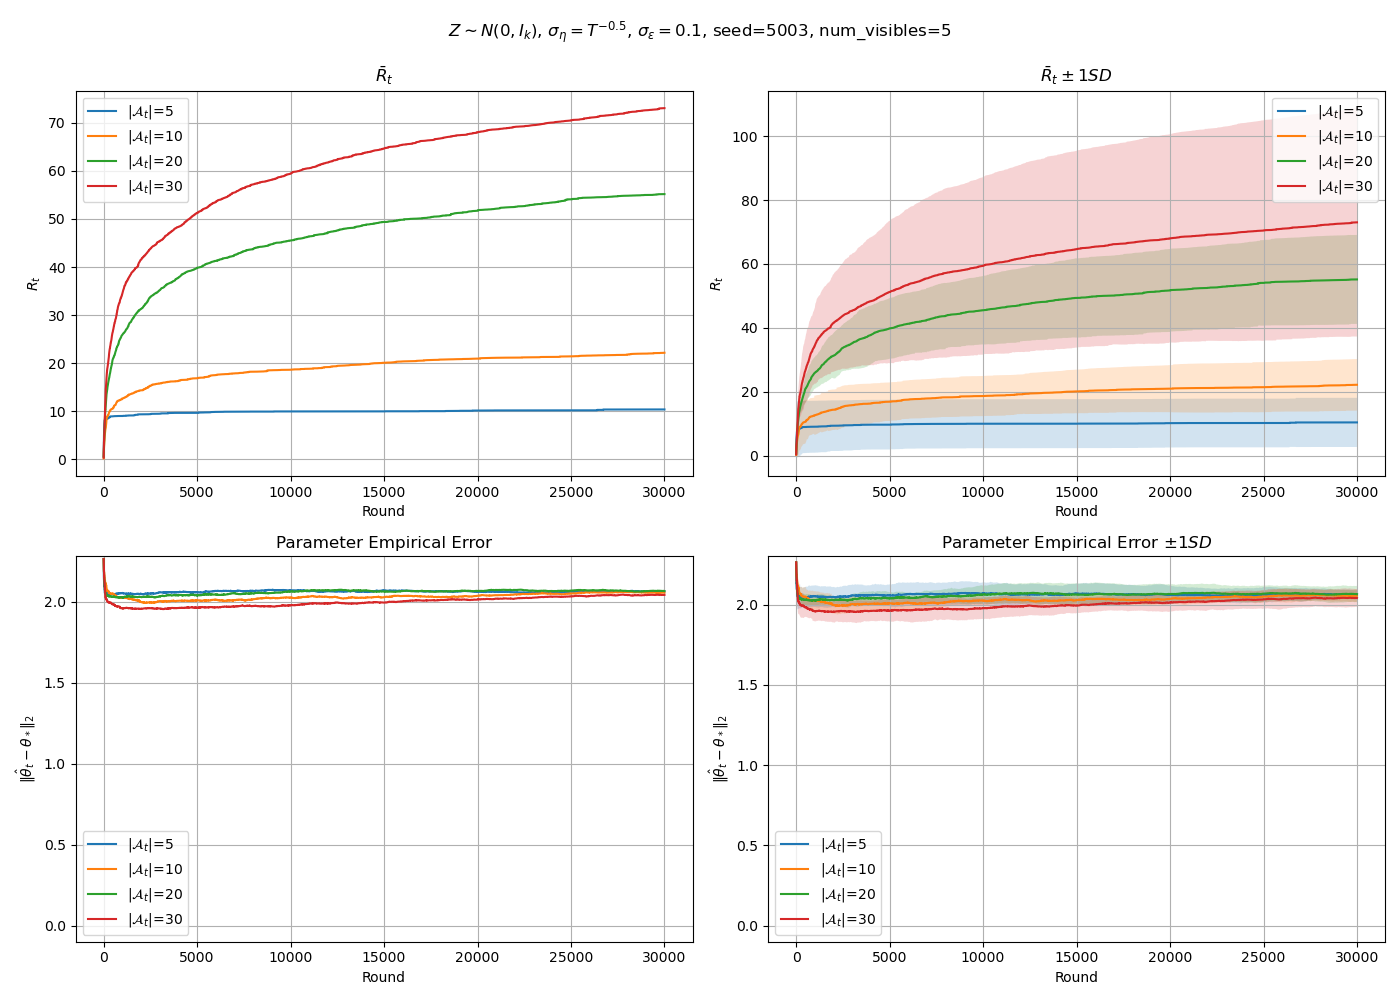 Z ∼ N(0, I_k), σ_η = T^{−0.5}, σ_ε = 0.1, seed=5003, num_visibles=5
R̄_t
R_t
70
60
50
40
30
20
10
0
|𝒜_t|=5
|𝒜_t|=10
|𝒜_t|=20
|𝒜_t|=30
0 5000 10000 15000 20000 25000 30000
Round
R̄_t ± 1SD
R_t
100
80
60
40
20
0
|𝒜_t|=5
|𝒜_t|=10
|𝒜_t|=20
|𝒜_t|=30
0 5000 10000 15000 20000 25000 30000
Round
Parameter Empirical Error
‖θ̂_t − θ_*‖_2
2.0
1.5
1.0
0.5
0.0
|𝒜_t|=5
|𝒜_t|=10
|𝒜_t|=20
|𝒜_t|=30
0 5000 10000 15000 20000 25000 30000
Round
Parameter Empirical Error ±1SD
‖θ̂_t − θ_*‖_2
2.0
1.5
1.0
0.5
0.0
|𝒜_t|=5
|𝒜_t|=10
|𝒜_t|=20
|𝒜_t|=30
0 5000 10000 15000 20000 25000 30000
Round